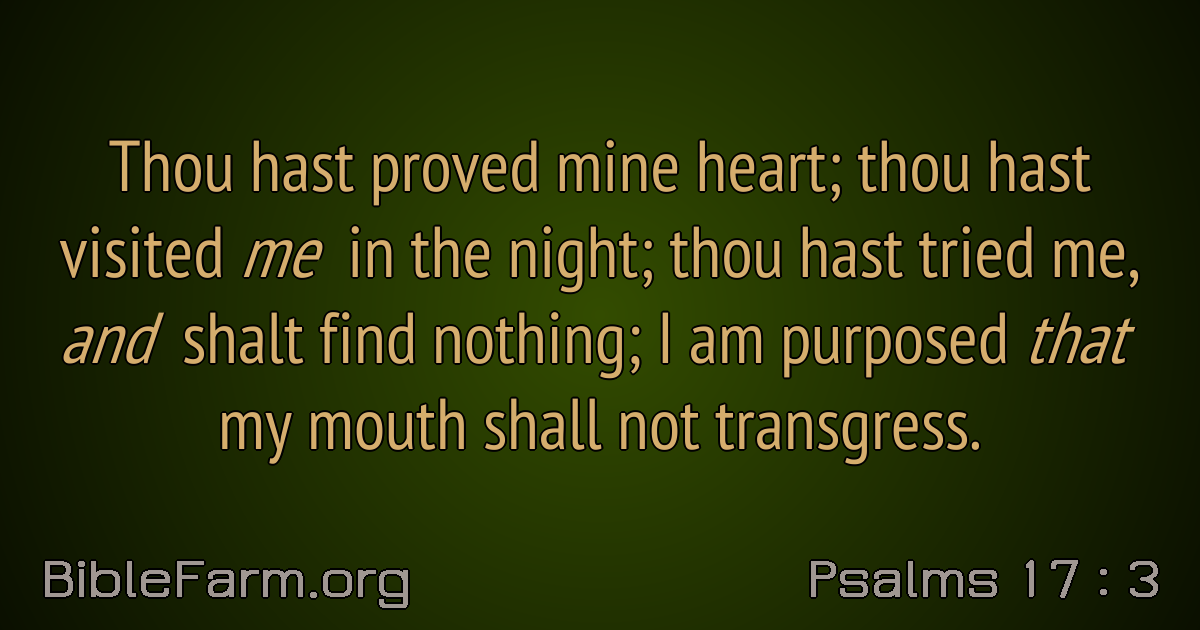 Thou hast proved mine heart; thou hast
visited me in the night; thou hast tried me,
and shalt find nothing; I am purposed that
my mouth shall not transgress.
BibleFarm.org
Psalms 17 : 3